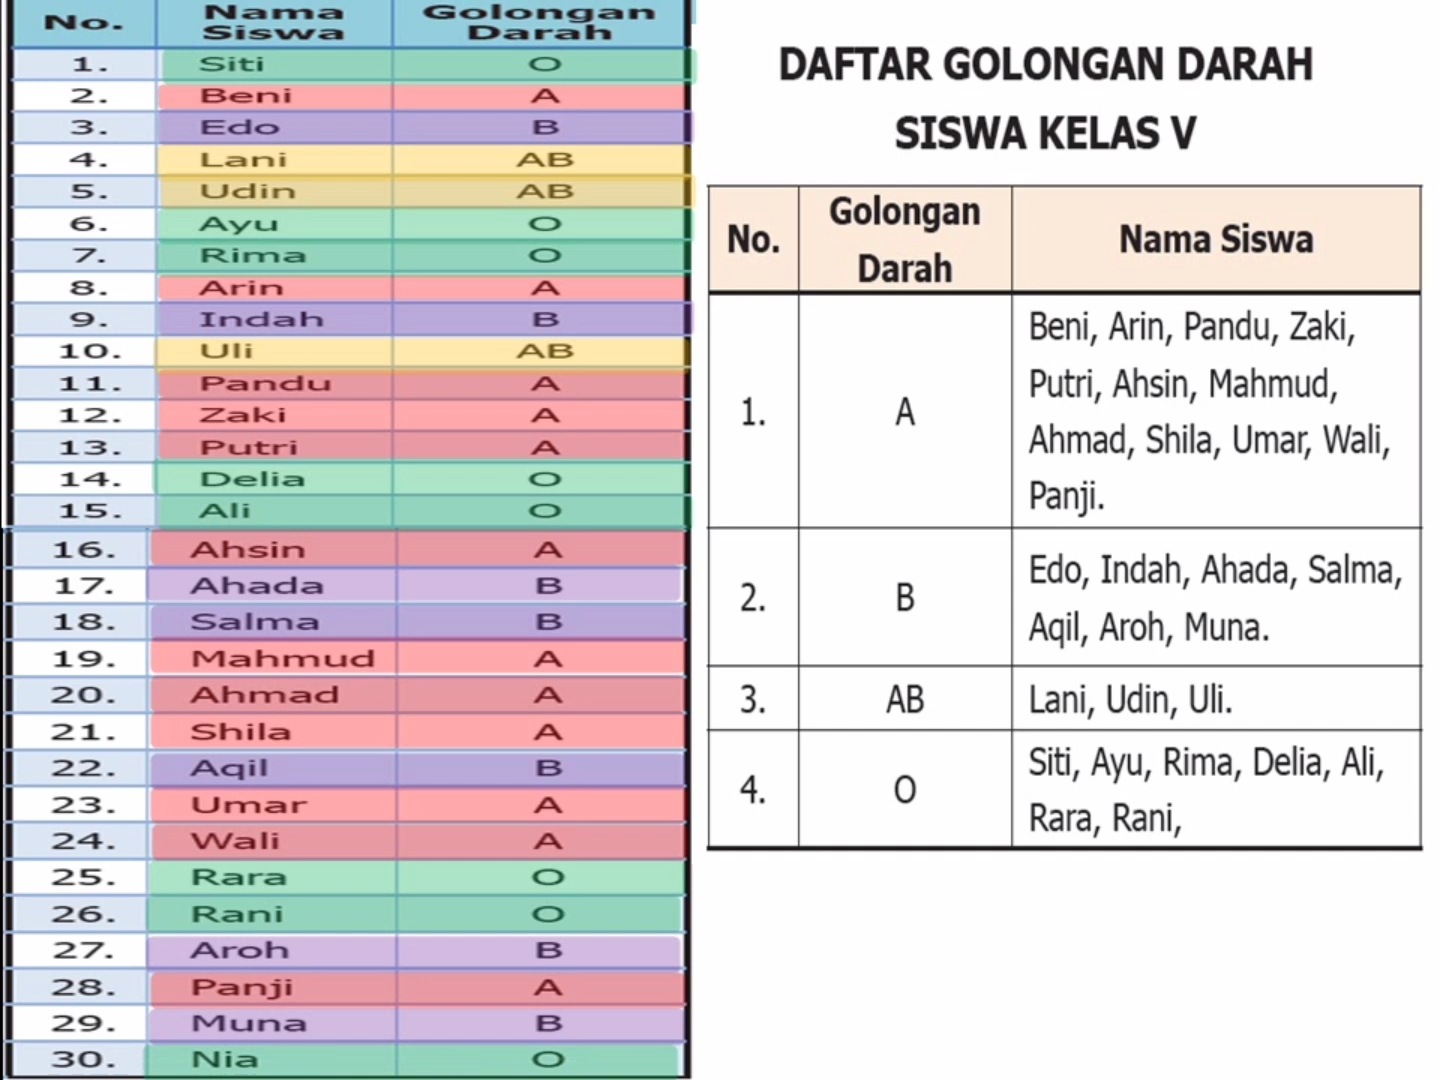 No. Nama Siswa Golongan Darah
1. Siti O
2. Beni A
3. Edo B
4. Lani AB
5. Udin AB
6. Ayu O
7. Rima O
8. Arin A
9. Indah B
10. Uli AB
11. Pandu A
12. Zaki A
13. Putri A
14. Delia O
15. Ali O
16. Ahsin A
17. Ahada B
18. Salma B
19. Mahmud A
20. Ahmad A
21. Shila A
22. Aqil B
23. Umar A
24. Wali A
25. Rara O
26. Rani O
27. Aroh B
28. Panji A
29. Muna B
30. Nia O
DAFTAR GOLONGAN DARAH
SISWA KELAS V
No. Golongan Darah Nama Siswa
1. A Beni, Arin, Pandu, Zaki,
Putri, Ahsin, Mahmud,
Ahmad, Shila, Umar, Wali,
Panji.
2. B Edo, Indah, Ahada, Salma,
Aqil, Aroh, Muna.
3. AB Lani, Udin, Uli.
4. O Siti, Ayu, Rima, Delia, Ali,
Rara, Rani,